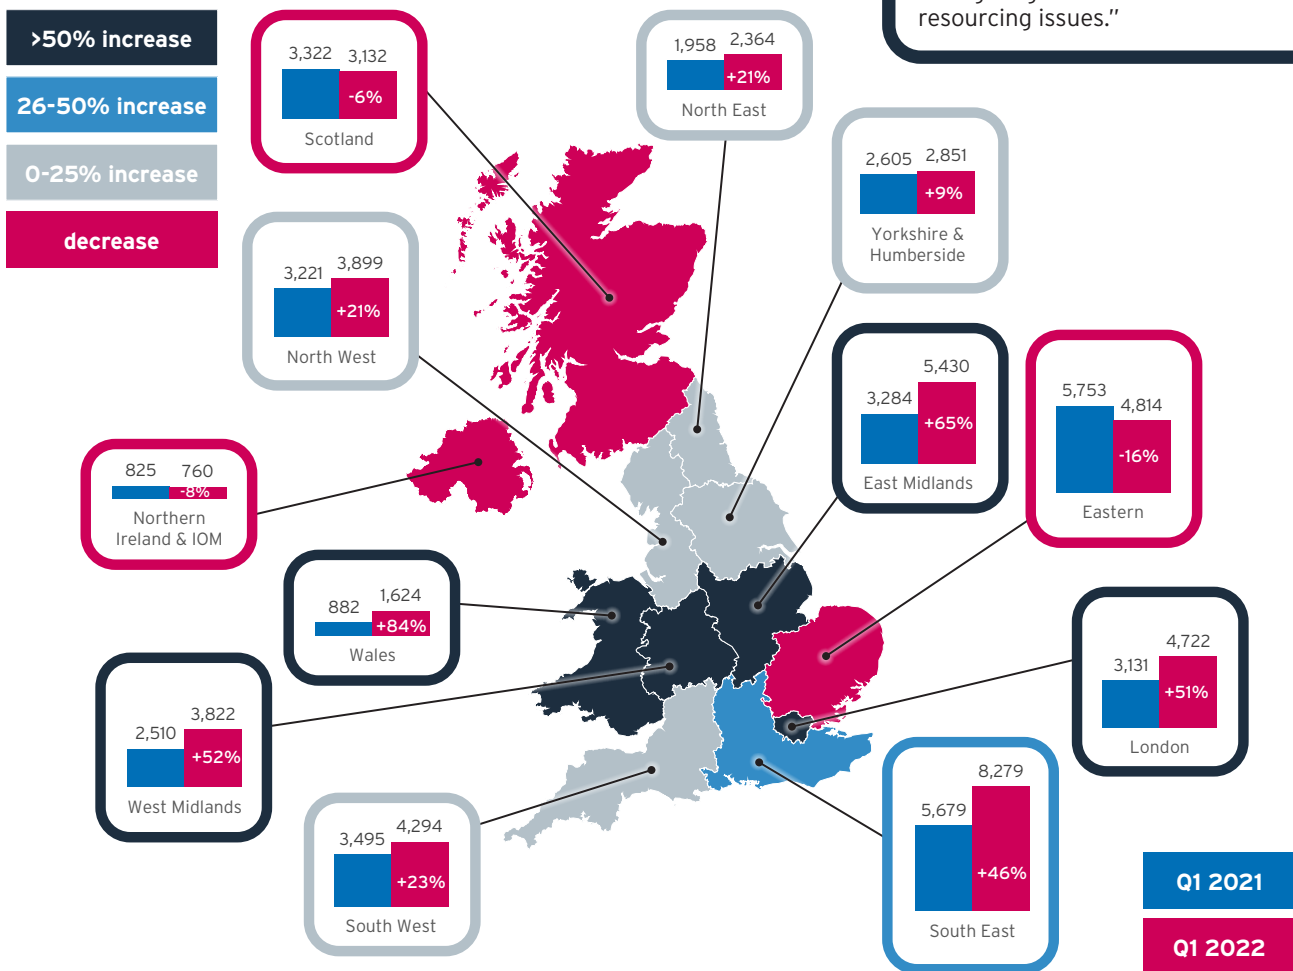 resourcing issues.”
>50% increase
26-50% increase
0-25% increase
decrease
3,322 3,132
-6%
Scotland
1,958 2,364
+21%
North East
2,605 2,851
+9%
Yorkshire &
Humberside
3,221 3,899
+21%
North West
3,284 5,430
+65%
East Midlands
5,753 4,814
-16%
Eastern
825 760
-8%
Northern
Ireland & IOM
882 1,624
+84%
Wales
3,131 4,722
+51%
London
2,510 3,822
+52%
West Midlands
3,495 4,294
+23%
South West
5,679 8,279
+46%
South East
Q1 2021
Q1 2022